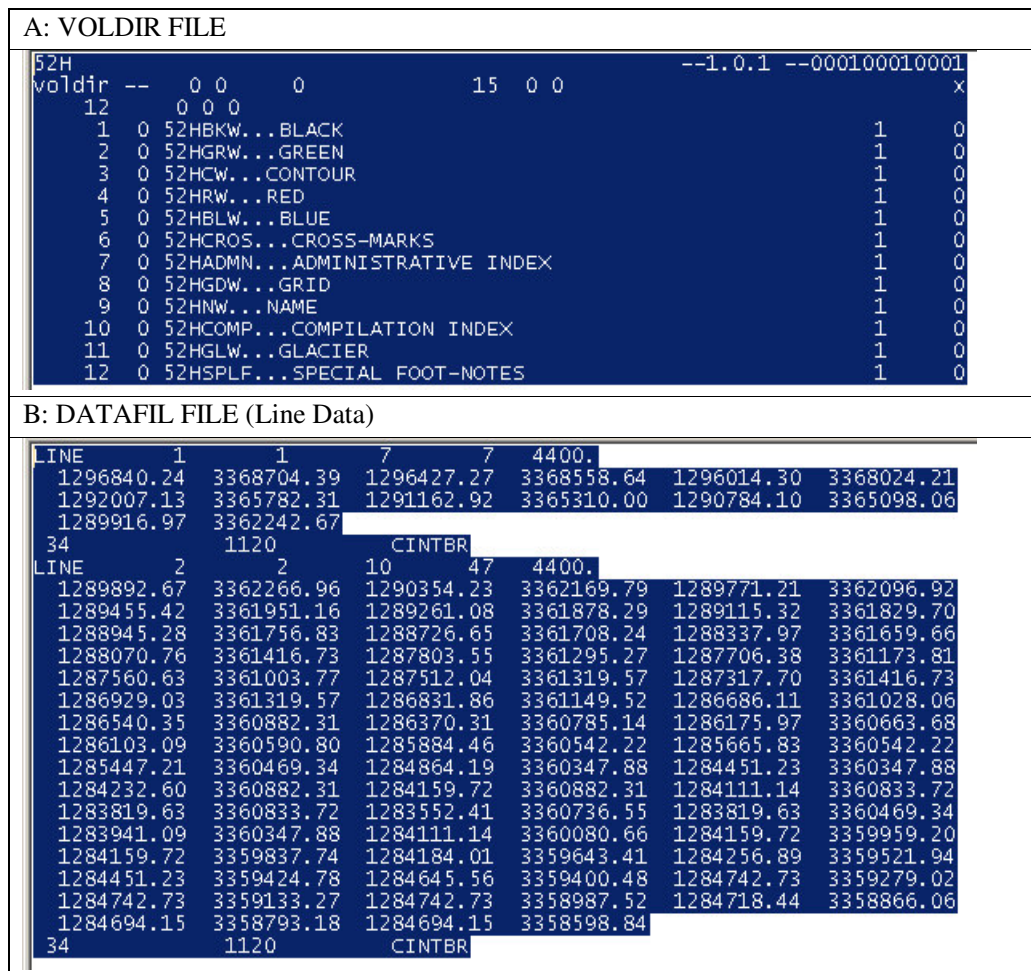 A: VOLDIR FILE
52H --1.0.1 --000100010001
voldir -- 0 0 0 15 0 0 x
12 0 0 0
1 0 52HBKW...BLACK 1 0
2 0 52HGRW...GREEN 1 0
3 0 52HCW...CONTOUR 1 0
4 0 52HRW...RED 1 0
5 0 52HBLW...BLUE 1 0
6 0 52HCROS...CROSS-MARKS 1 0
7 0 52HADMN...ADMINISTRATIVE INDEX 1 0
8 0 52HGDW...GRID 1 0
9 0 52HNW...NAME 1 0
10 0 52HCOMP...COMPILATION INDEX 1 0
11 0 52HGLW...GLACIER 1 0
12 0 52HSPLF...SPECIAL FOOT-NOTES 1 0
B: DATAFIL FILE (Line Data)
LINE 1 1 7 7 4400.
1296840.24 3368704.39 1296427.27 3368558.64 1296014.30 3368024.21
1292007.13 3365782.31 1291162.92 3365310.00 1290784.10 3365098.06
1289916.97 3362242.67
34 1120 CINTBR
LINE 2 2 10 47 4400.
1289892.67 3362266.96 1290354.23 3362169.79 1289771.21 3362096.92
1289455.42 3361951.16 1289261.08 3361878.29 1289115.32 3361829.70
1288945.28 3361756.83 1288726.65 3361708.24 1288337.97 3361659.66
1288070.76 3361416.73 1287803.55 3361295.27 1287706.38 3361173.81
1287560.63 3361003.77 1287512.04 3361319.57 1287317.70 3361416.73
1286929.03 3361319.57 1286831.86 3361149.52 1286686.11 3361028.06
1286540.35 3360882.31 1286370.31 3360785.14 1286175.97 3360663.68
1286103.09 3360590.80 1285884.46 3360542.22 1285665.83 3360542.22
1285447.21 3360469.34 1284864.19 3360347.88 1284451.23 3360347.88
1284232.60 3360882.31 1284159.72 3360882.31 1284111.14 3360833.72
1283819.63 3360833.72 1283552.41 3360736.55 1283819.63 3360469.34
1283941.09 3360347.88 1284111.14 3360080.66 1284159.72 3359959.20
1284159.72 3359837.74 1284184.01 3359643.41 1284256.89 3359521.94
1284451.23 3359424.78 1284645.56 3359400.48 1284742.73 3359279.02
1284742.73 3359133.27 1284742.73 3358987.52 1284718.44 3358866.06
1284694.15 3358793.18 1284694.15 3358598.84
34 1120 CINTBR